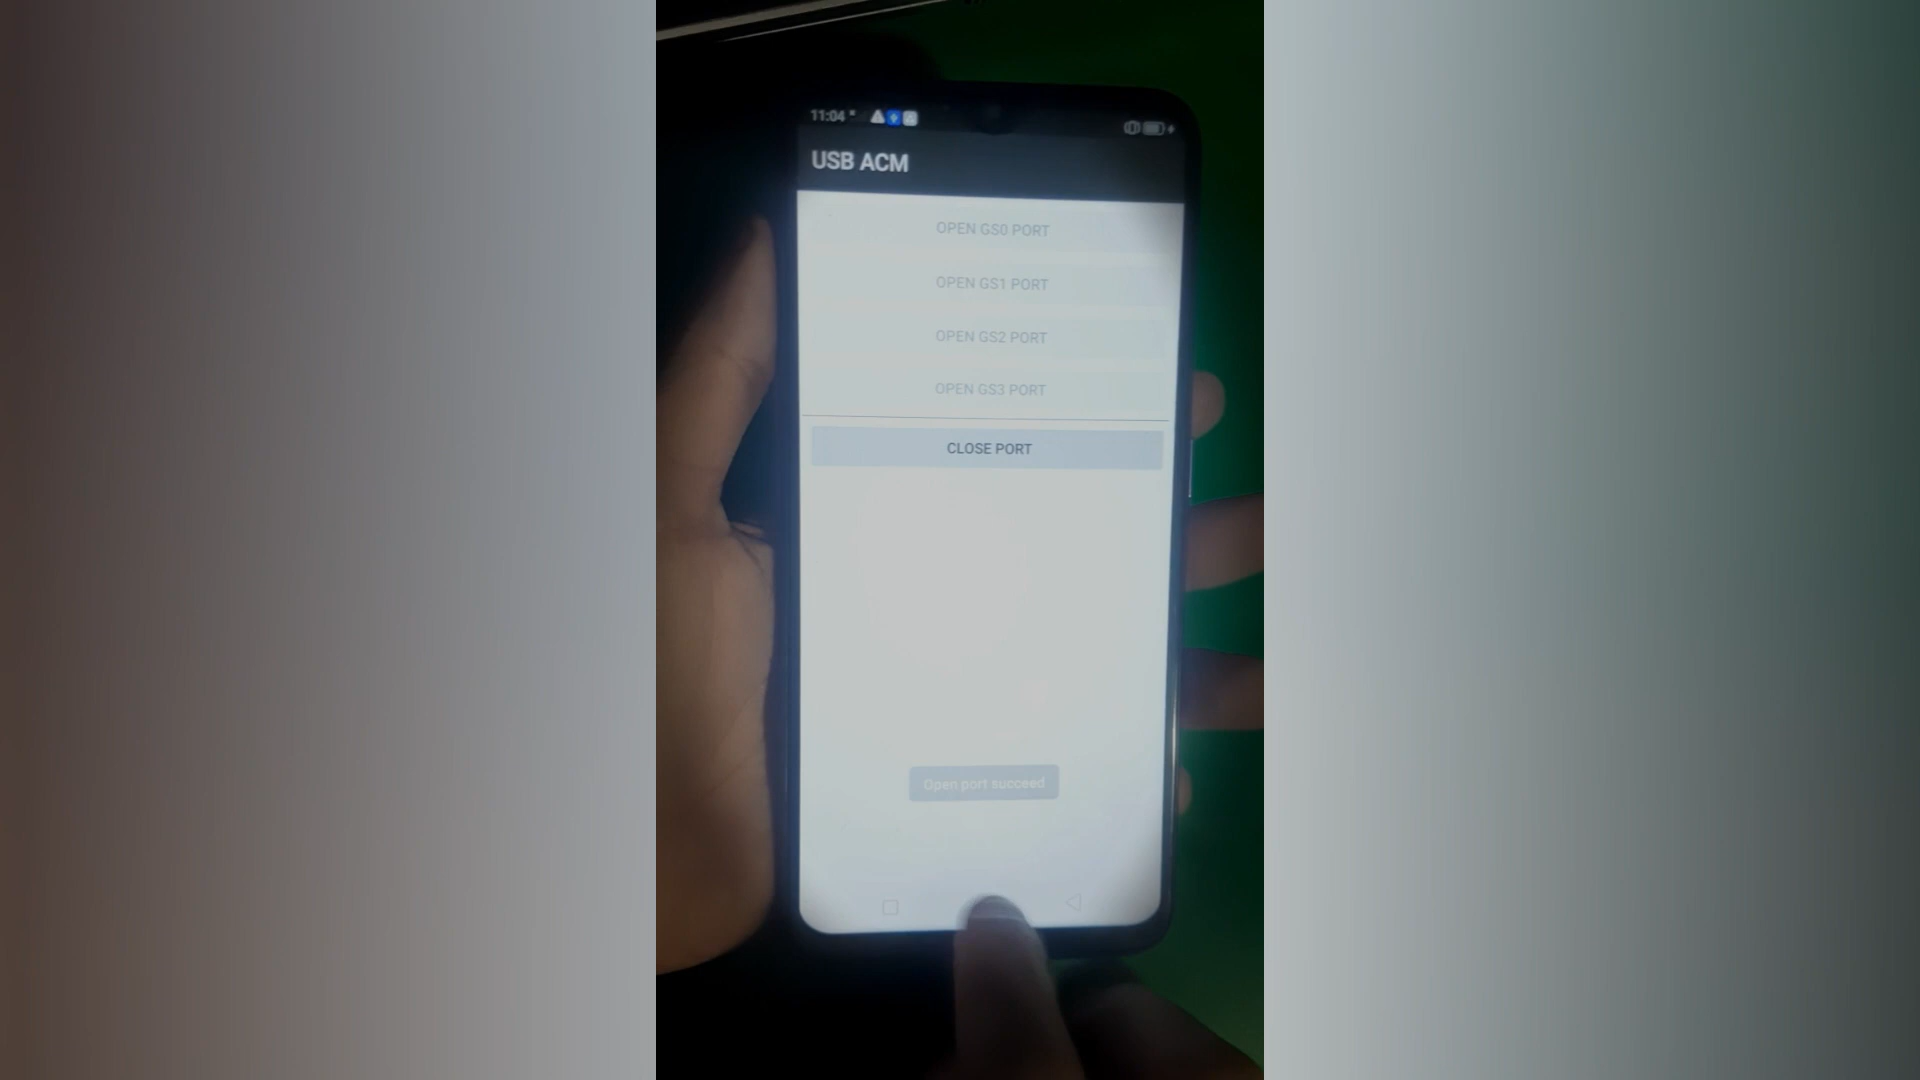 11:04
USB ACM
OPEN GS0 PORT
OPEN GS1 PORT
OPEN GS2 PORT
OPEN GS3 PORT
CLOSE PORT
Open port succeed